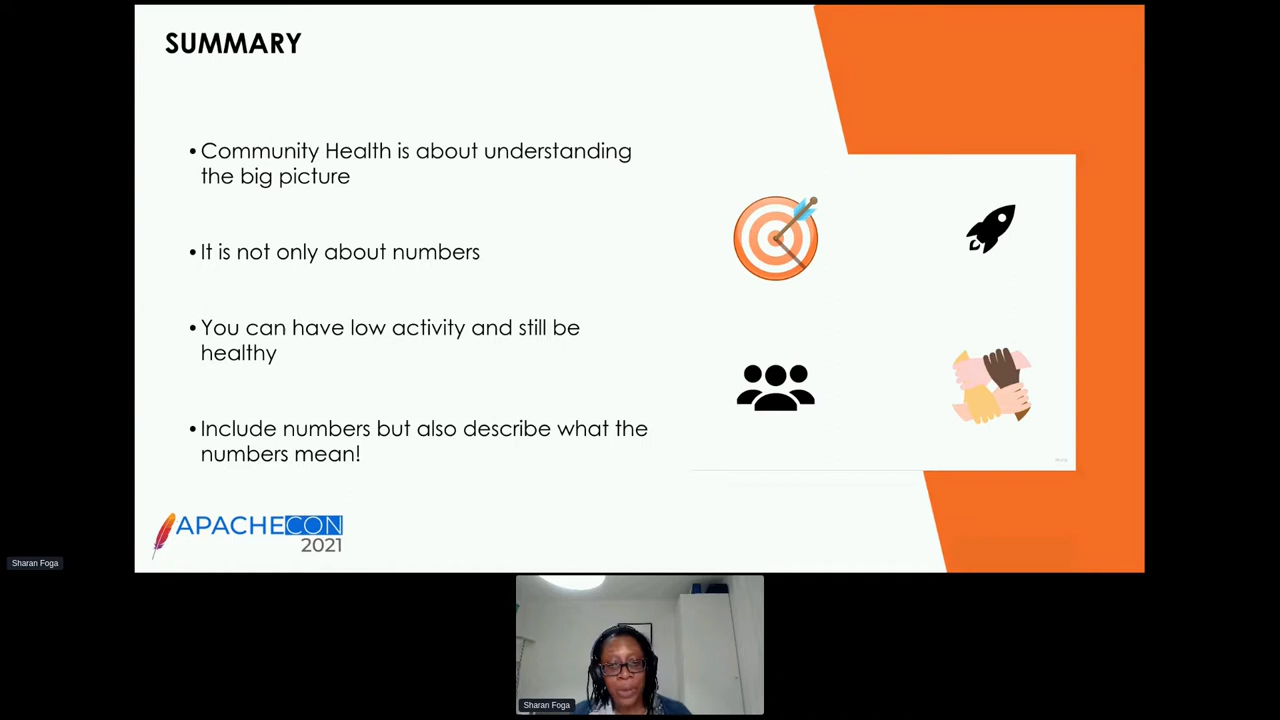 SUMMARY
• Community Health is about understanding
the big picture
• It is not only about numbers
• You can have low activity and still be
healthy
• Include numbers but also describe what the
numbers mean!
APACHECON
2021
Sharan Foga
Sharan Foga